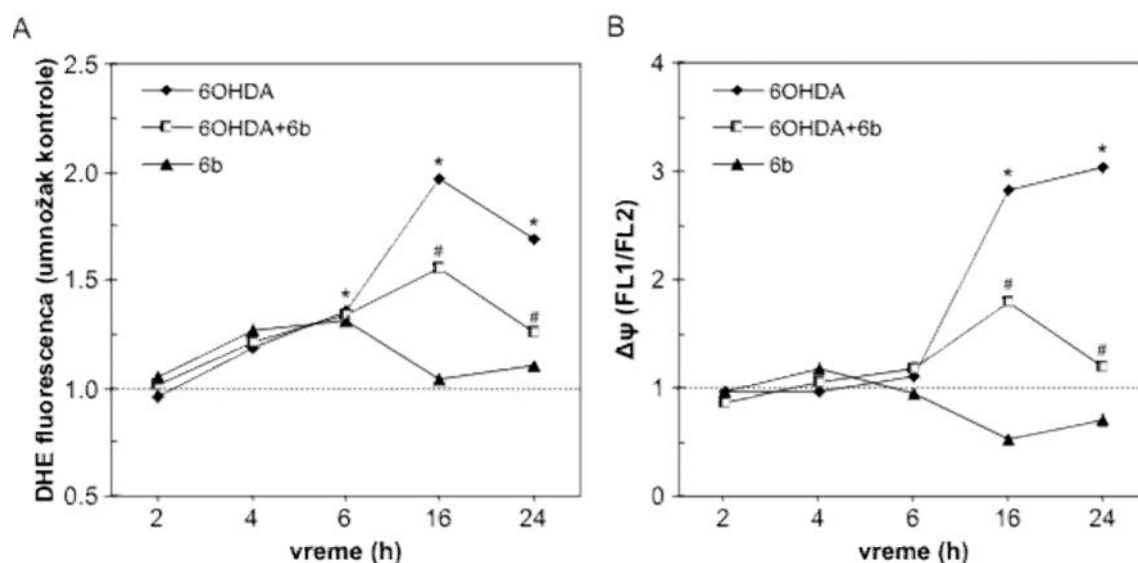 A
DHE fluorescenca (umnožak kontrole)
2.5
2.0
1.5
1.0
0.5
6OHDA
6OHDA+6b
6b
*
*
*
#
#
2 4 6 16 24
vreme (h)
B
Δψ (FL1/FL2)
4
3
2
1
0
6OHDA
6OHDA+6b
6b
*
*
#
#
2 4 6 16 24
vreme (h)